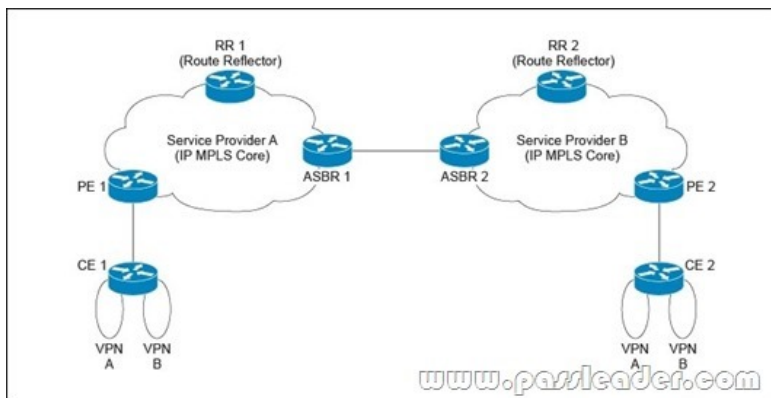 RR 1
(Route Reflector)
RR 2
(Route Reflector)
Service Provider A
(IP MPLS Core)
Service Provider B
(IP MPLS Core)
ASBR 1
ASBR 2
PE 1
PE 2
CE 1
CE 2
VPN
A
VPN
B
VPN
A
VPN
B
www.passleader.com